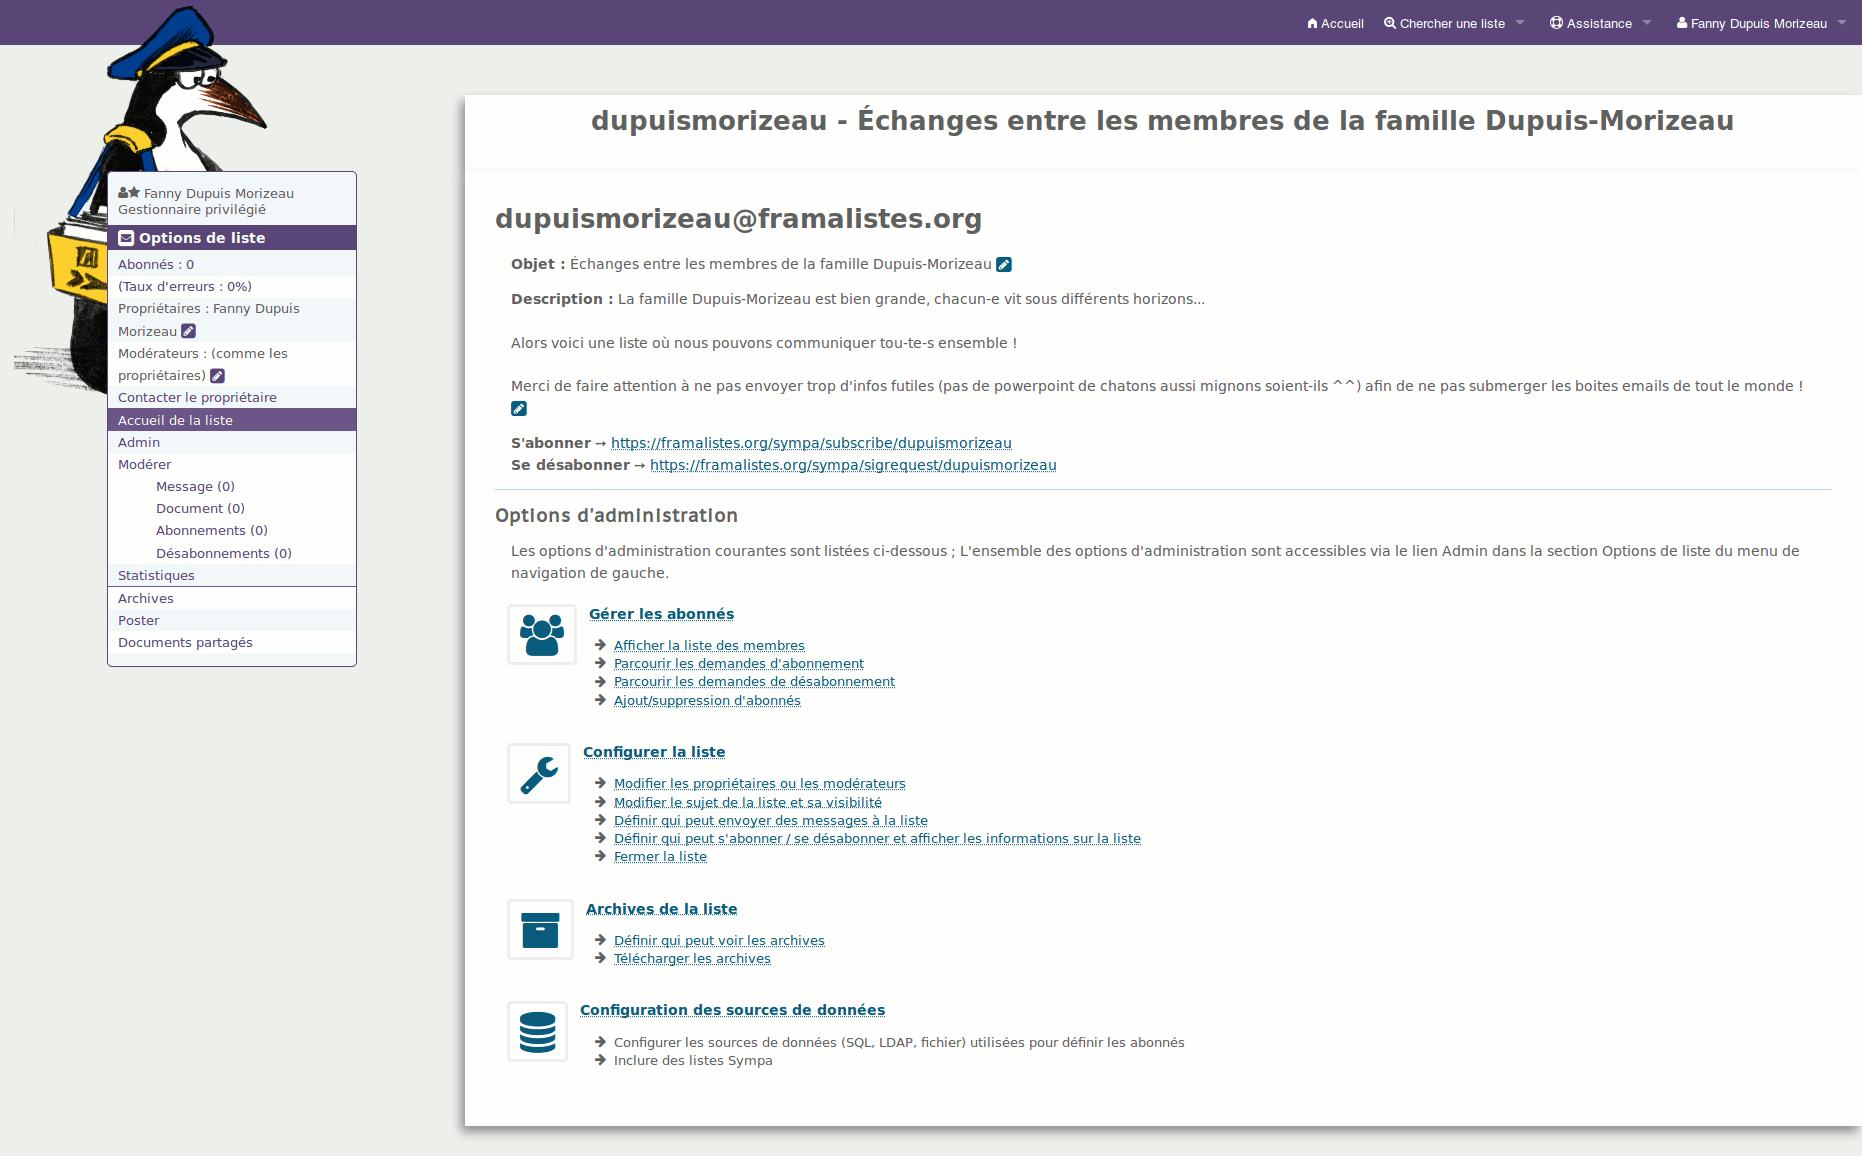 Accueil
Chercher une liste
Assistance
Fanny Dupuis Morizeau
dupuismorizeau - Échanges entre les membres de la famille Dupuis-Morizeau
Fanny Dupuis Morizeau
Gestionnaire privilégié
Options de liste
Abonnés : 0
(Taux d'erreurs : 0%)
Propriétaires : Fanny Dupuis
Morizeau
Modérateurs : (comme les
propriétaires)
Contacter le propriétaire
Accueil de la liste
Admin
Modérer
Message (0)
Document (0)
Abonnements (0)
Désabonnements (0)
Statistiques
Archives
Poster
Documents partagés
dupuismorizeau@framalistes.org
Objet : Échanges entre les membres de la famille Dupuis-Morizeau
Description : La famille Dupuis-Morizeau est bien grande, chacun-e vit sous différents horizons...
Alors voici une liste où nous pouvons communiquer tou-te-s ensemble !
Merci de faire attention à ne pas envoyer trop d'infos futiles (pas de powerpoint de chatons aussi mignons soient-ils ^^) afin de ne pas submerger les boites emails de tout le monde !
S'abonner → https://framalistes.org/sympa/subscribe/dupuismorizeau
Se désabonner → https://framalistes.org/sympa/sigrequest/dupuismorizeau
Options d'administration
Les options d'administration courantes sont listées ci-dessous ; L'ensemble des options d'administration sont accessibles via le lien Admin dans la section Options de liste du menu de
navigation de gauche.
Gérer les abonnés
Afficher la liste des membres
Parcourir les demandes d'abonnement
Parcourir les demandes de désabonnement
Ajout/suppression d'abonnés
Configurer la liste
Modifier les propriétaires ou les modérateurs
Modifier le sujet de la liste et sa visibilité
Définir qui peut envoyer des messages à la liste
Définir qui peut s'abonner / se désabonner et afficher les informations sur la liste
Fermer la liste
Archives de la liste
Définir qui peut voir les archives
Télécharger les archives
Configuration des sources de données
Configurer les sources de données (SQL, LDAP, fichier) utilisées pour définir les abonnés
Inclure des listes Sympa